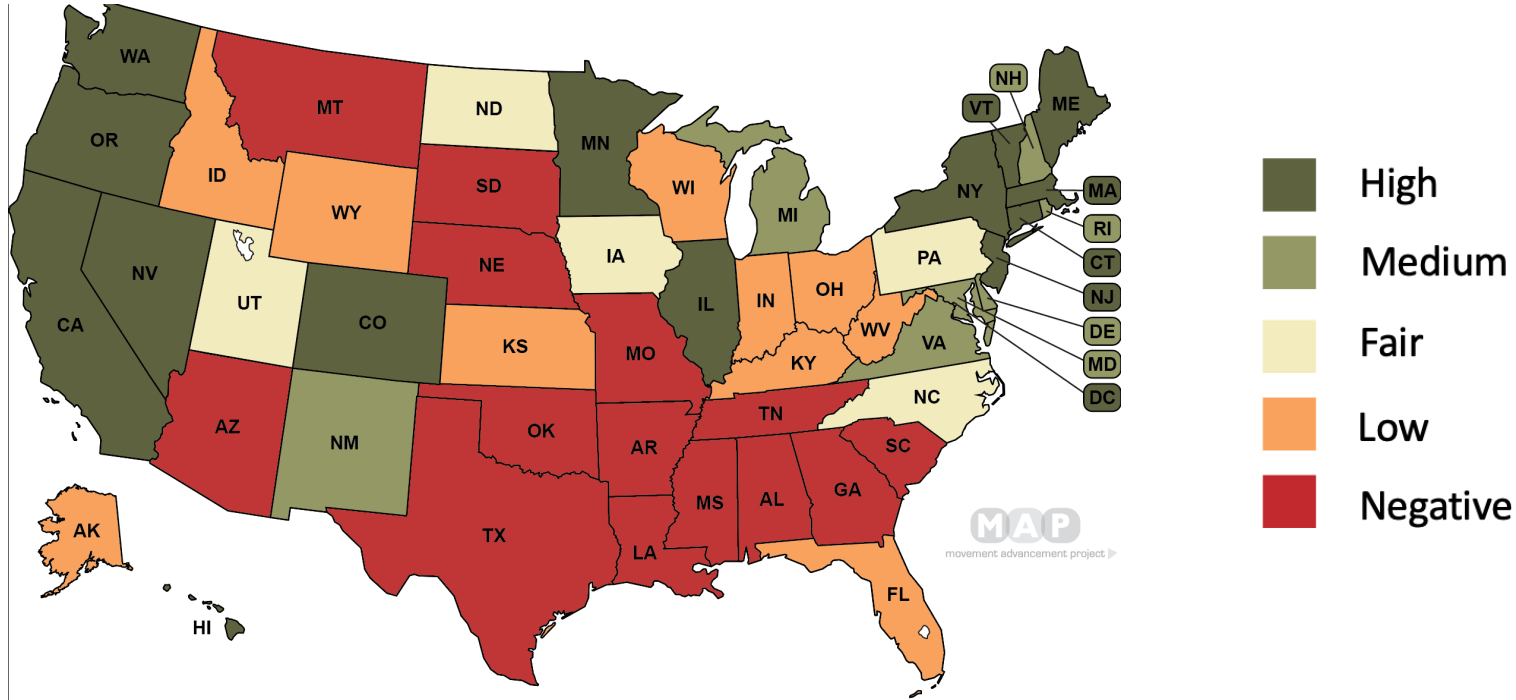 WA
OR
CA
NV
ID
MT
WY
UT
CO
AZ
NM
ND
SD
NE
KS
OK
TX
MN
IA
MO
AR
LA
WI
IL
MI
IN
OH
KY
TN
MS
AL
GA
FL
SC
NC
VA
WV
PA
NY
ME
NH
VT
MA
RI
CT
NJ
DE
MD
DC
AK
HI
MAP
movement advancement project
High
Medium
Fair
Low
Negative